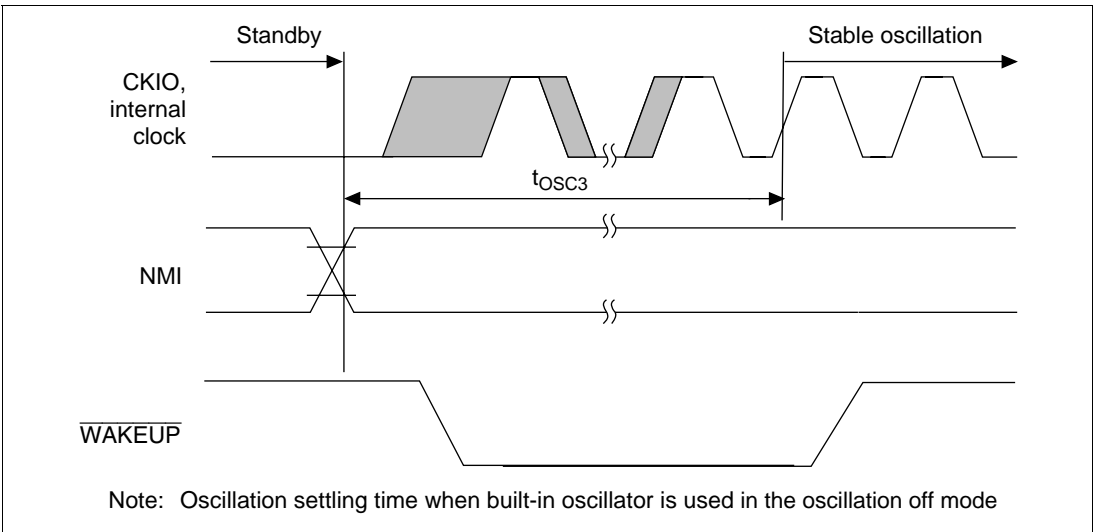 Standby
Stable oscillation
CKIO,
internal
clock
tOSC3
NMI
WAKEUP
Note: Oscillation settling time when built-in oscillator is used in the oscillation off mode